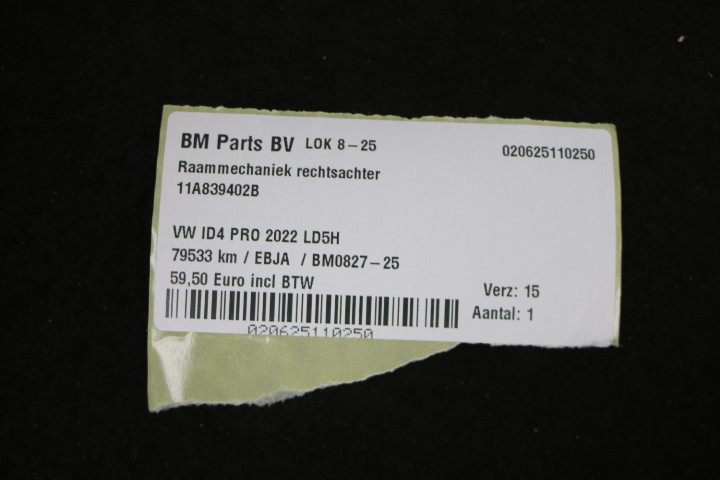 BM Parts BV LOK 8-25 020625110250
Raammechaniek rechtsachter
11A839402B
VW ID4 PRO 2022 LD5H
79533 km / EBJA / BM0827-25
59,50 Euro incl BTW
Verz: 15
Aantal: 1
020625110250